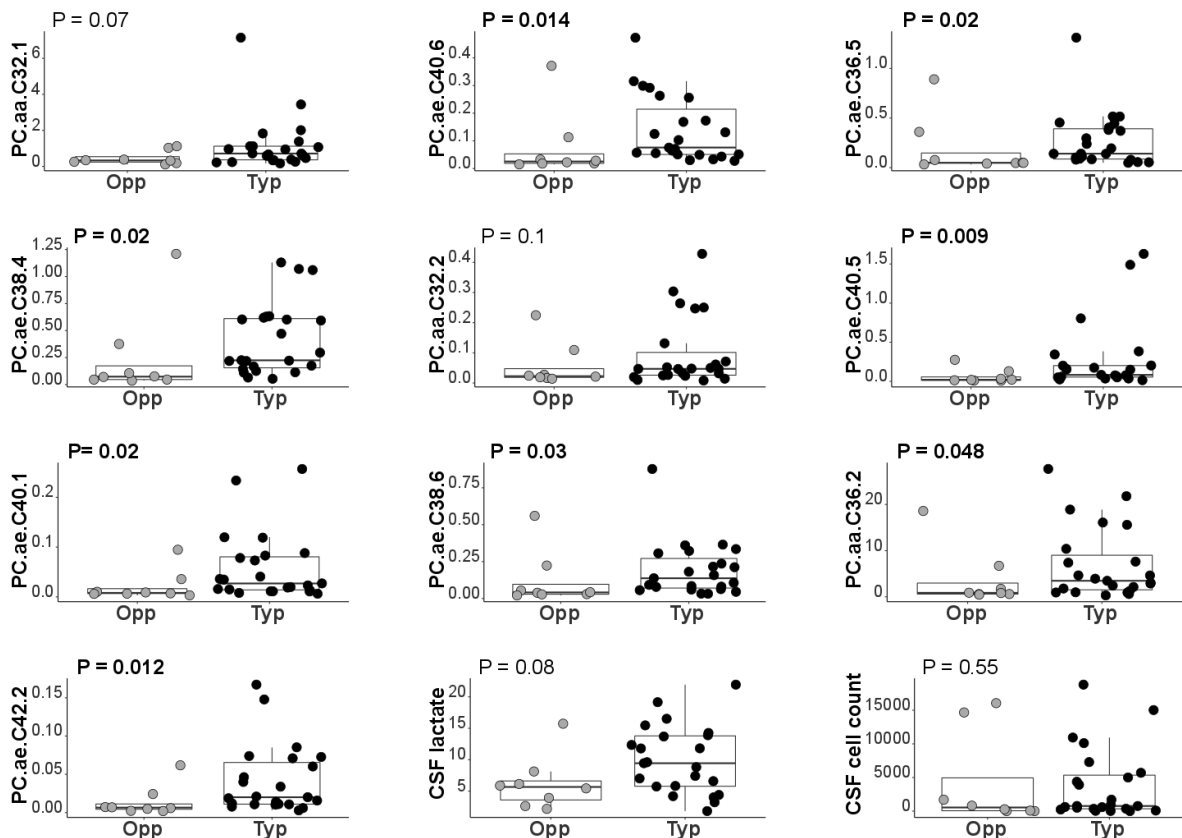 P = 0.07
PC.aa.C32.1
6
4
2
0
Opp Typ
P = 0.014
PC.ae.C40.6
0.4
0.3
0.2
0.1
0.0
Opp Typ
P = 0.02
PC.ae.C36.5
1.0
0.5
0.0
Opp Typ
P = 0.02
PC.ae.C38.4
1.25
1.00
0.75
0.50
0.25
0.00
Opp Typ
P = 0.1
PC.aa.C32.2
0.4
0.3
0.2
0.1
0.0
Opp Typ
P = 0.009
PC.ae.C40.5
1.5
1.0
0.5
0.0
Opp Typ
P= 0.02
PC.ae.C40.1
0.2
0.1
0.0
Opp Typ
P = 0.03
PC.ae.C38.6
0.75
0.50
0.25
0.00
Opp Typ
P = 0.048
PC.aa.C36.2
20
10
0
Opp Typ
P = 0.012
PC.ae.C42.2
0.15
0.10
0.05
0.00
Opp Typ
P = 0.08
CSF lactate
20
15
10
5
Opp Typ
P = 0.55
CSF cell count
15000
10000
5000
0
Opp Typ